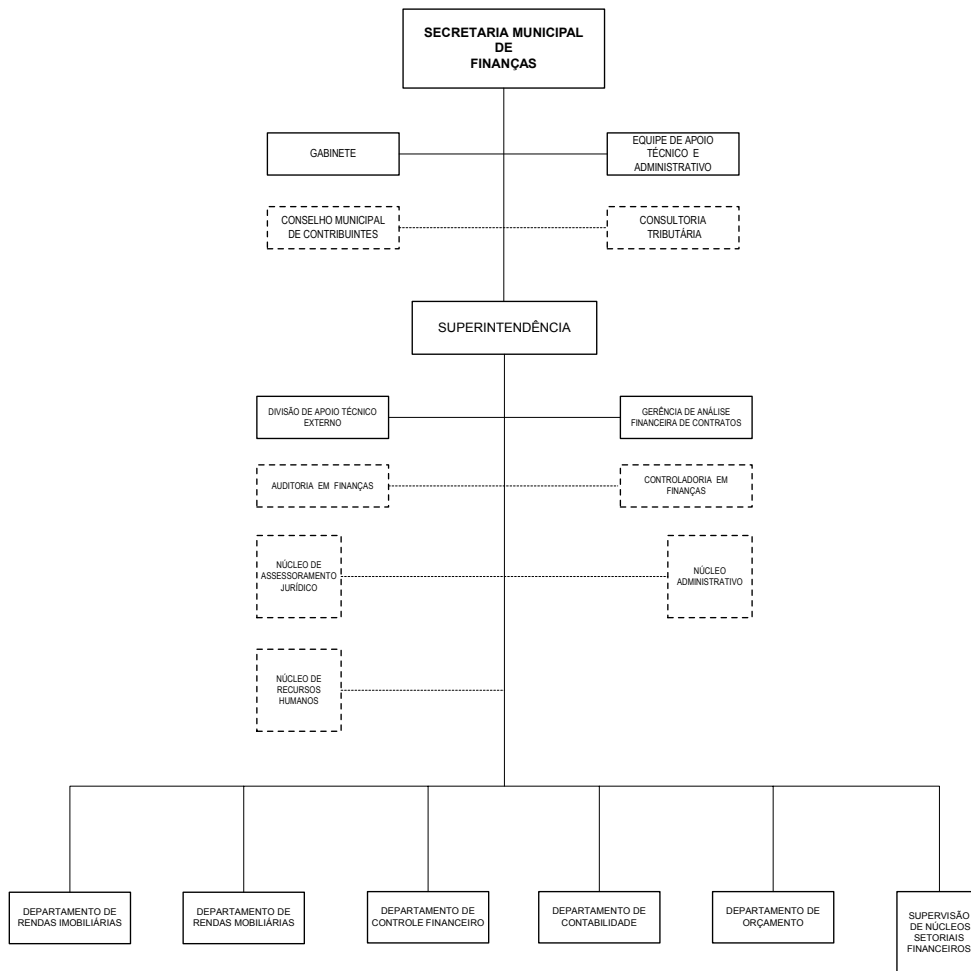 SECRETARIA MUNICIPAL
DE
FINANÇAS
GABINETE
EQUIPE DE APOIO
TÉCNICO E
ADMINISTRATIVO
CONSELHO MUNICIPAL
DE CONTRIBUINTES
CONSULTORIA
TRIBUTÁRIA
SUPERINTENDÊNCIA
DIVISÃO DE APOIO TÉCNICO
EXTERNO
GERÊNCIA DE ANÁLISE
FINANCEIRA DE CONTRATOS
AUDITORIA EM FINANÇAS
CONTROLADORIA EM
FINANÇAS
NÚCLEO DE
ASSESSORAMENTO
JURÍDICO
NÚCLEO
ADMINISTRATIVO
NÚCLEO DE
RECURSOS
HUMANOS
DEPARTAMENTO DE
RENDAS IMOBILIÁRIAS
DEPARTAMENTO DE
RENDAS MOBILIÁRIAS
DEPARTAMENTO DE
CONTROLE FINANCEIRO
DEPARTAMENTO DE
CONTABILIDADE
DEPARTAMENTO DE
ORÇAMENTO
SUPERVISÃO
DE NÚCLEOS
SETORIAIS
FINANCEIROS